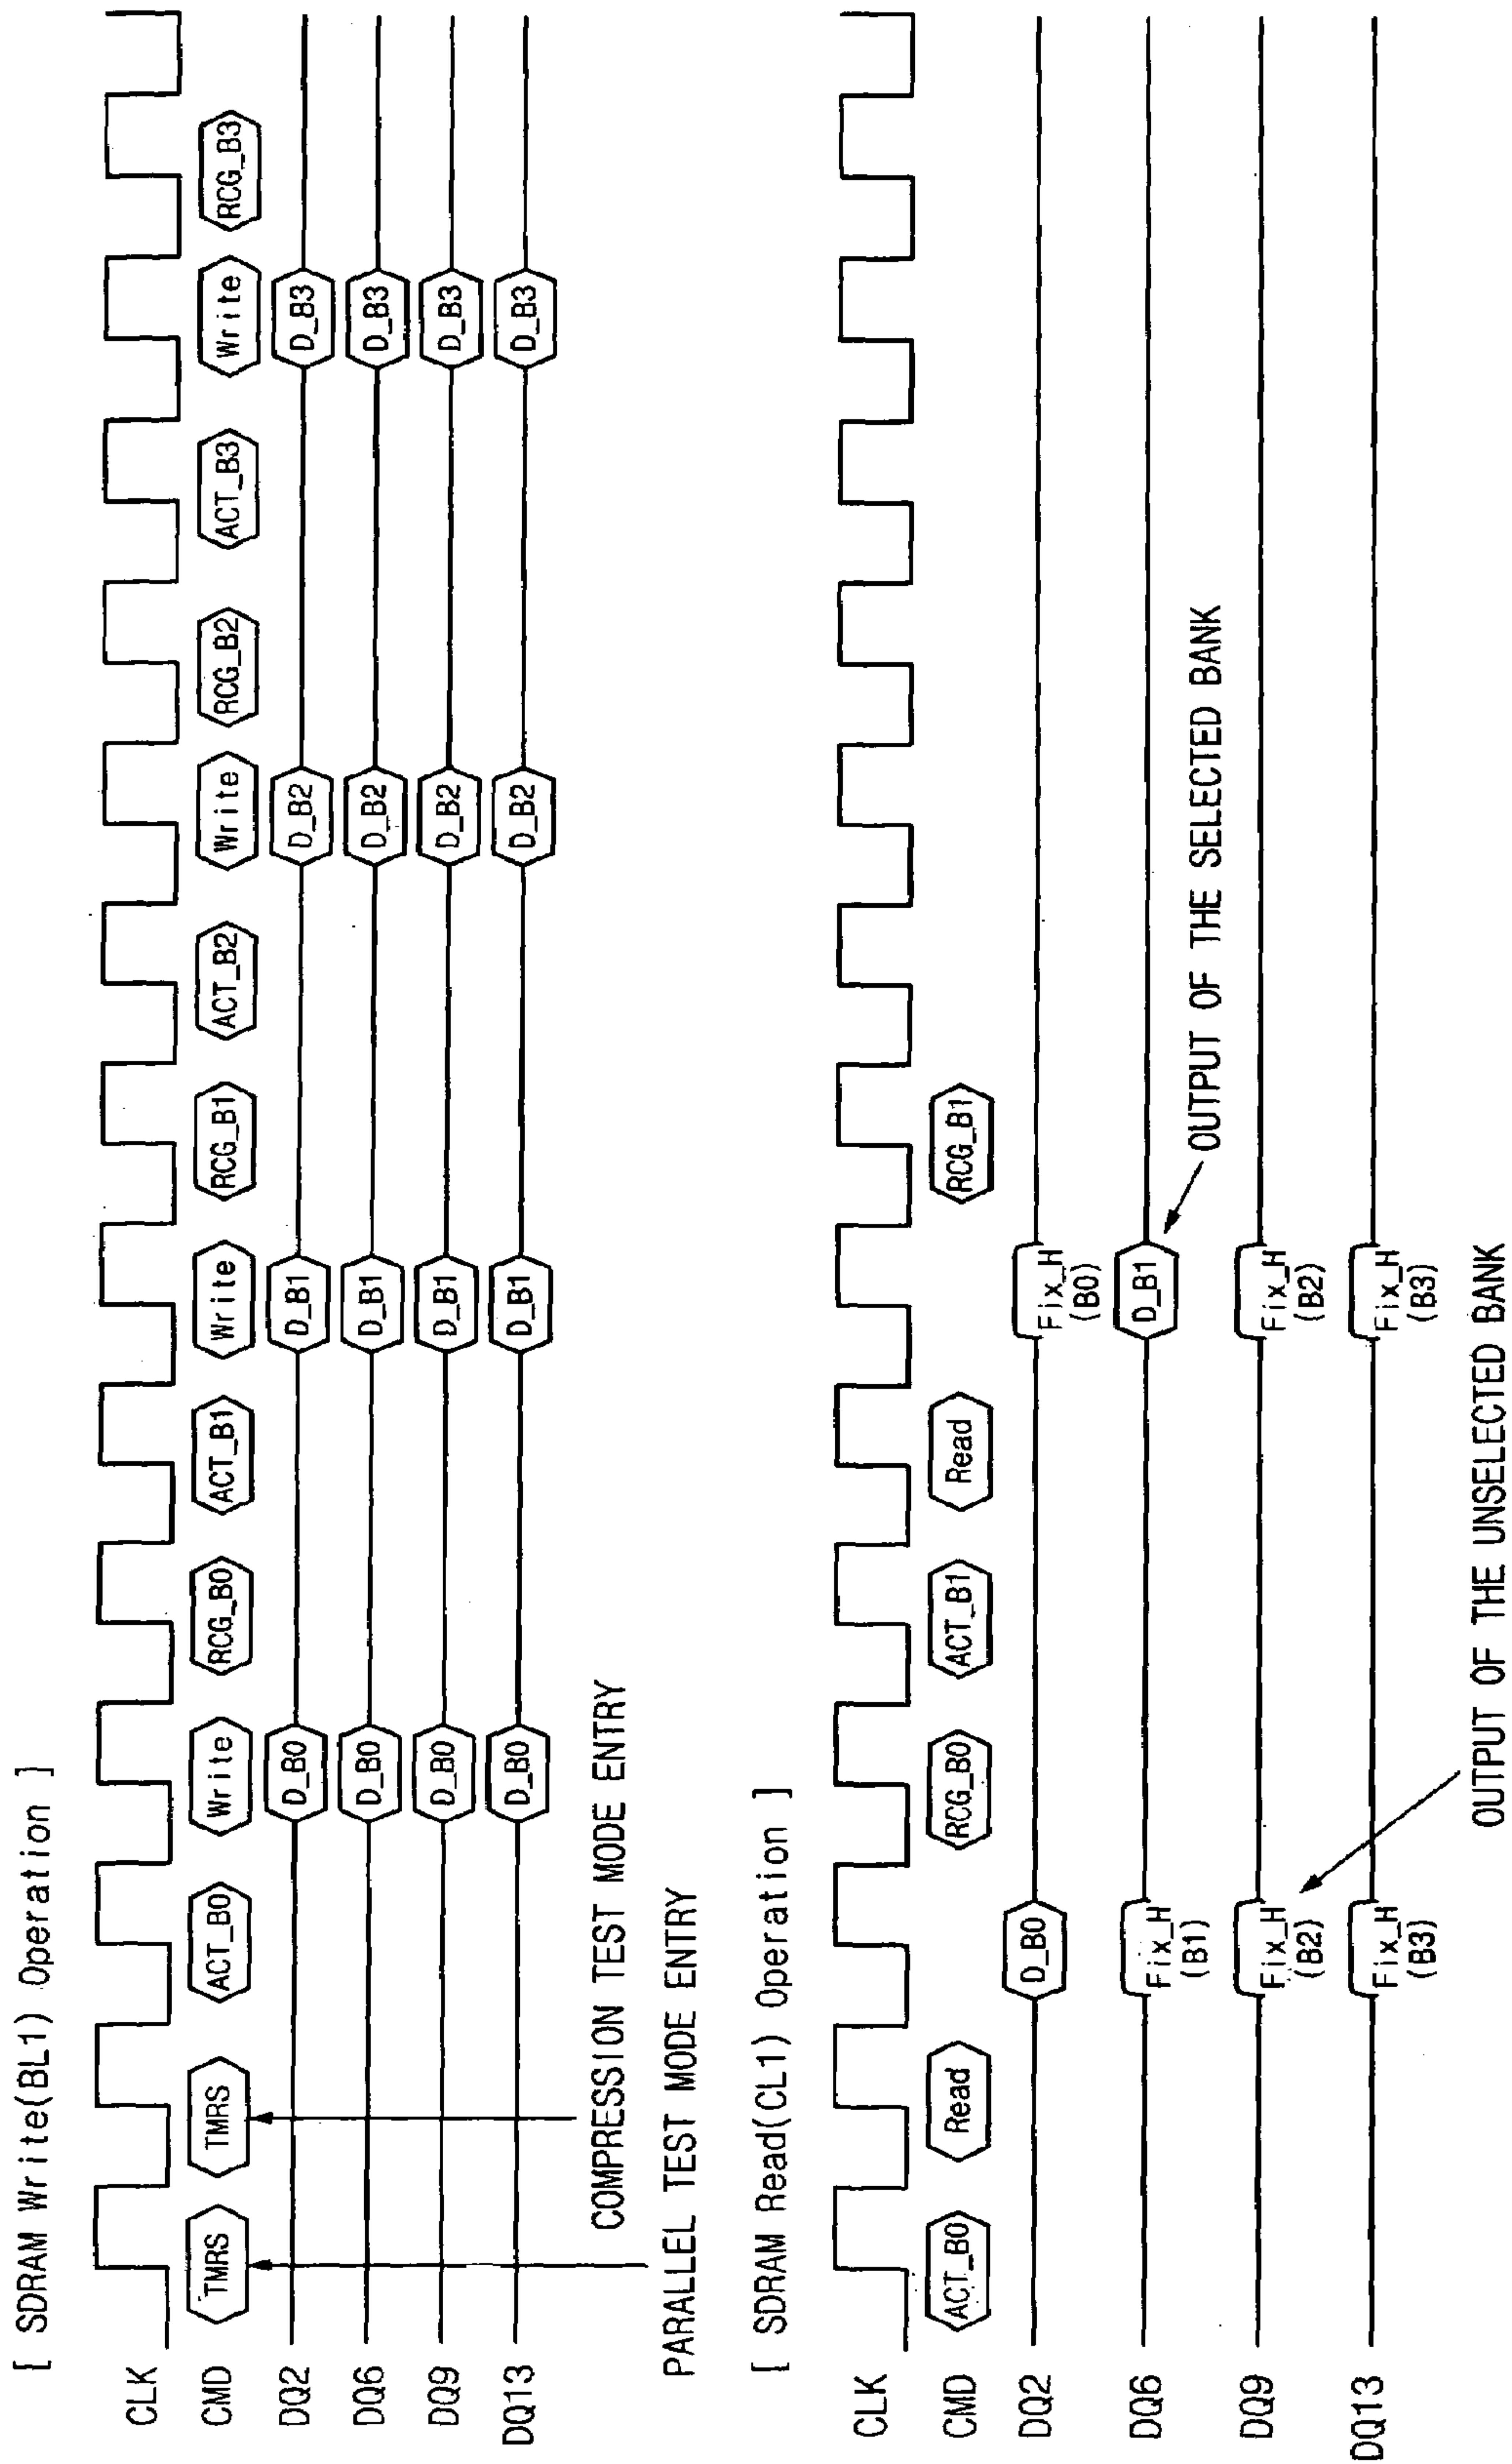 [ SDRAM Write(BL1) Operation ]
CLK
CMD TMRS TMRS ACT_B0 Write RCG_B0 ACT_B1 Write RCG_B1 ACT_B2 Write RCG_B2 ACT_B3 Write RCG_B3
DQ2 D_B0 D_B1 D_B2 D_B3
DQ6 D_B0 D_B1 D_B2 D_B3
DQ9 D_B0 D_B1 D_B2 D_B3
DQ13 D_B0 D_B1 D_B2 D_B3
COMPRESSION TEST MODE ENTRY
PARALLEL TEST MODE ENTRY
[ SDRAM Read(CL1) Operation ]
CLK
CMD ACT_B0 Read RCG_B0 ACT_B1 Read RCG_B1
DQ2 D_B0 Fix_H
(B0)
DQ6 Fix_H D_B1
(B1)
OUTPUT OF THE SELECTED BANK
DQ9 Fix_H Fix_H
(B2) (B2)
DQ13 Fix_H Fix_H
(B3) (B3)
OUTPUT OF THE UNSELECTED BANK